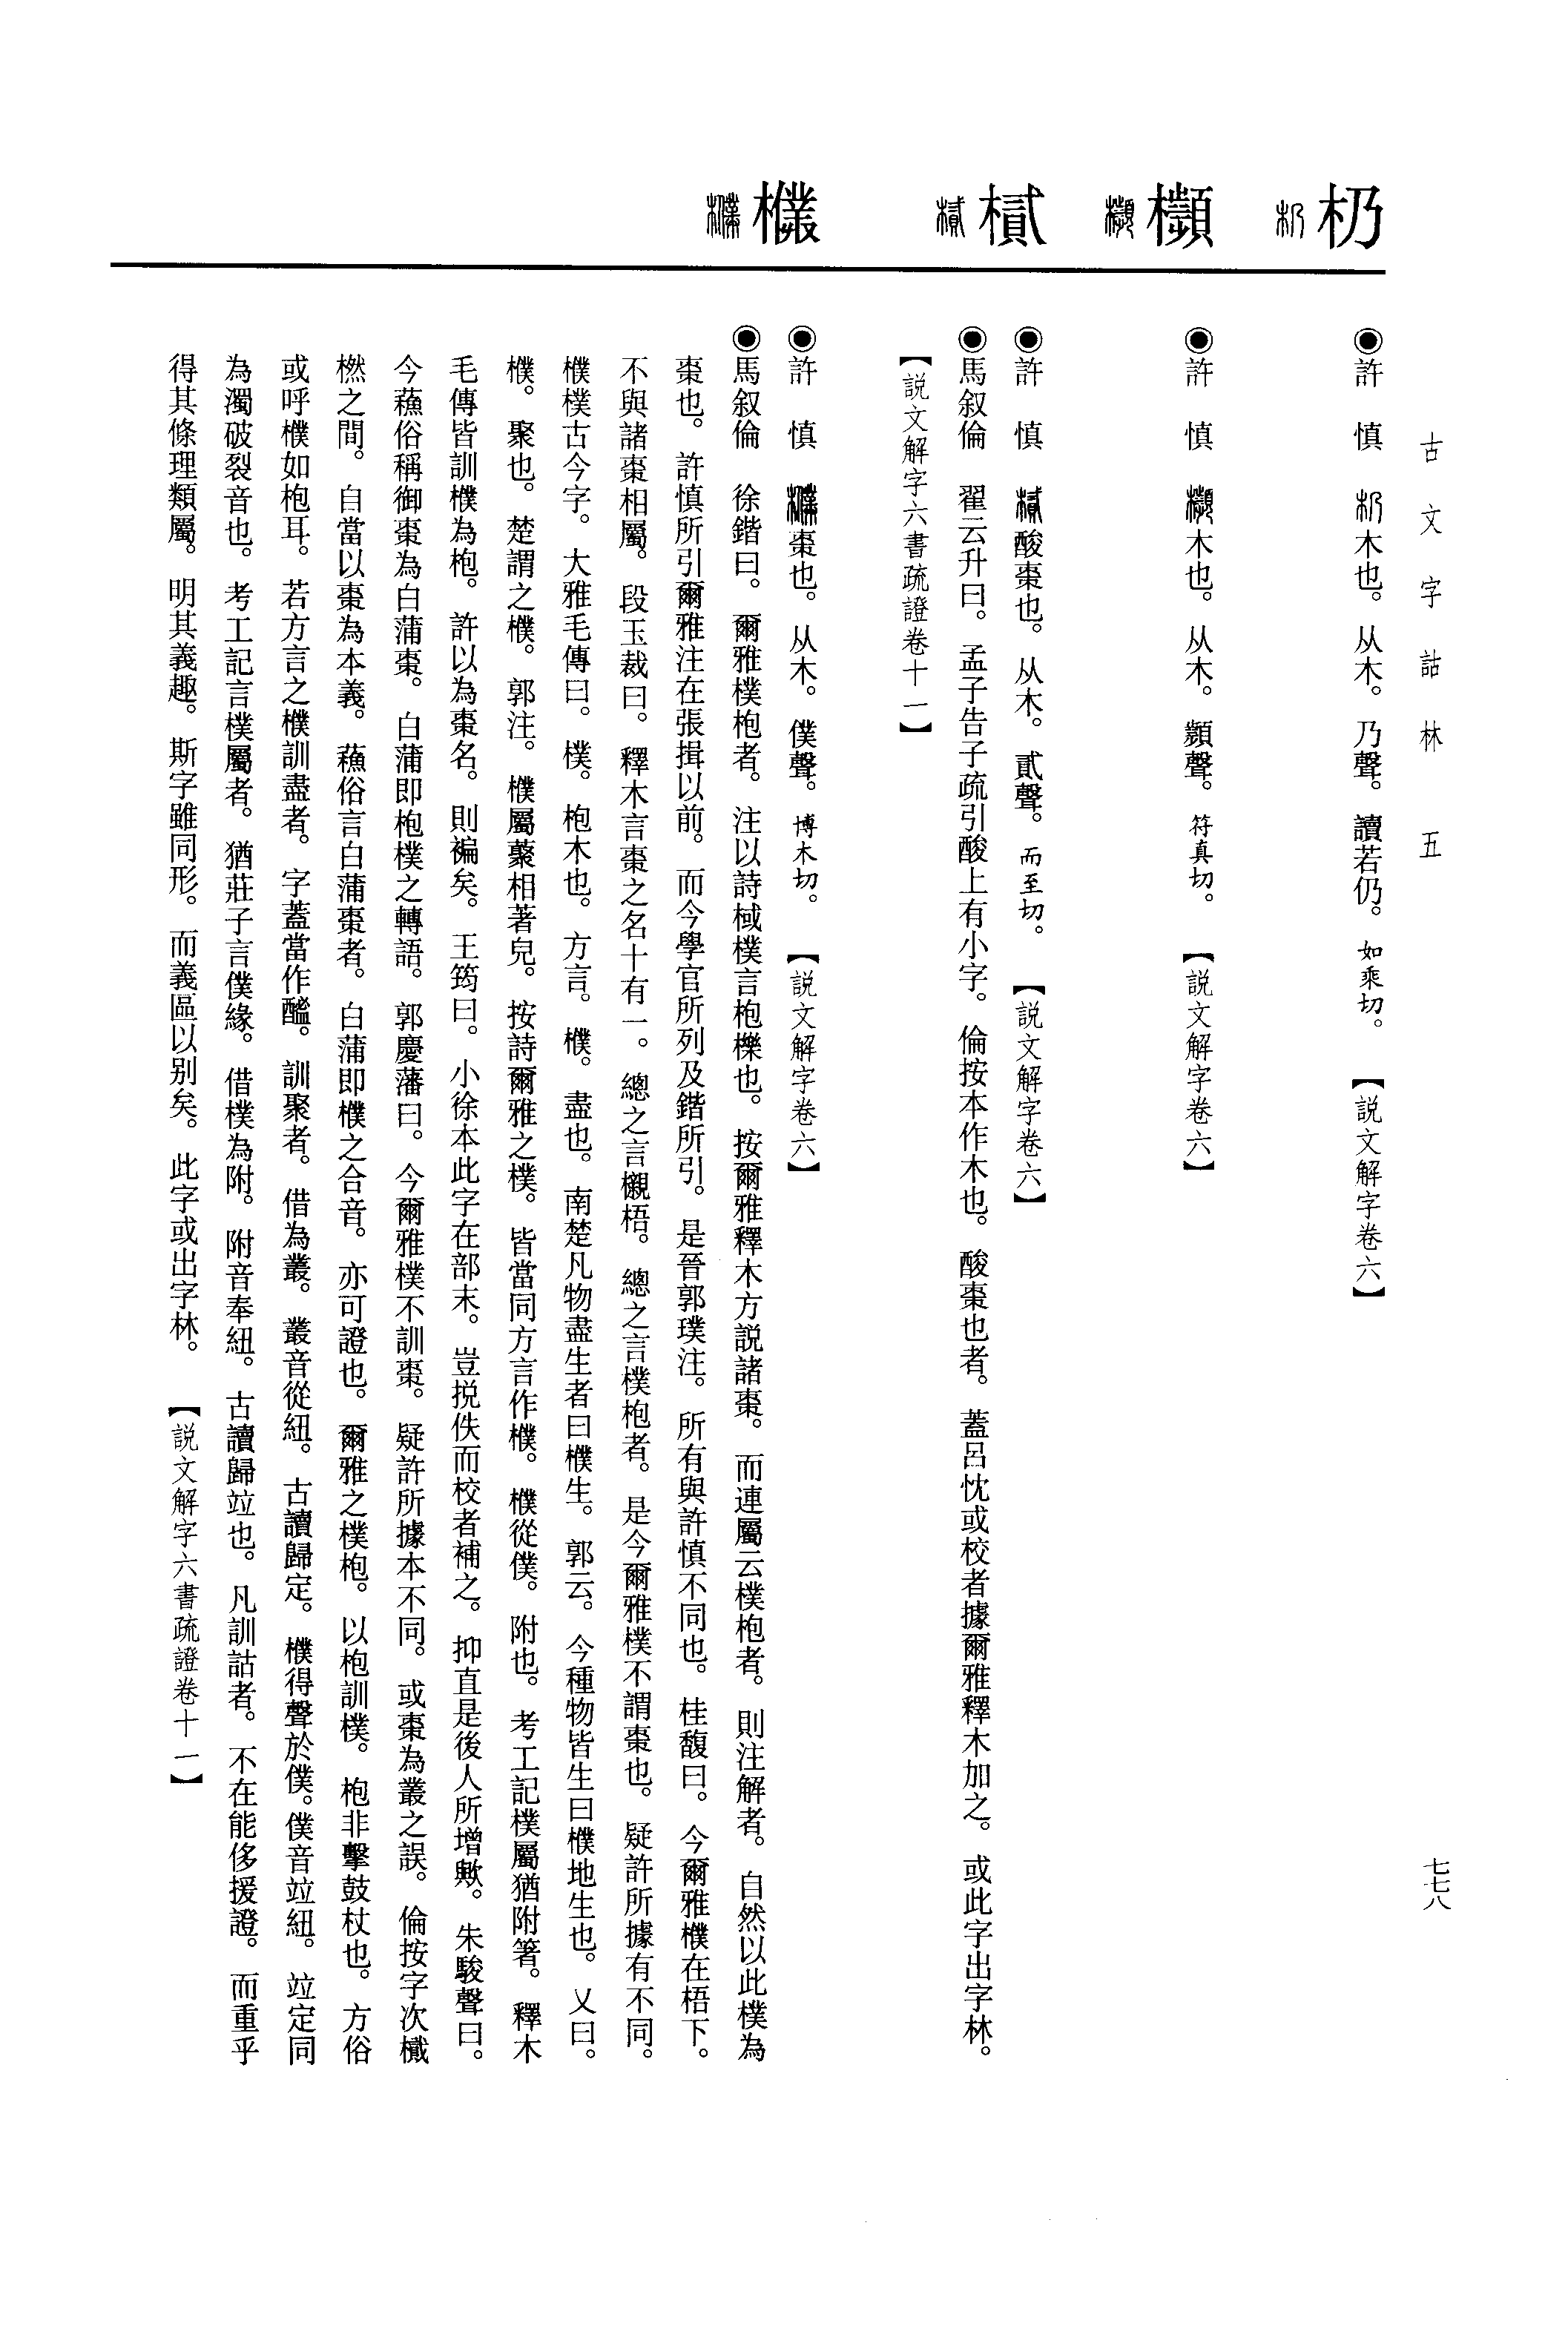 古文字詁林 五
七七八
杒
櫇
樲
樸
◉許 慎 杒木也。从木。乃聲。讀若仍。如乘切。【説文解字卷六】
◉許 慎 櫇木也。从木。頻聲。符真切。【説文解字卷六】
◉許 慎 樲酸棗也。从木。貳聲。而至切。【説文解字卷六】
◉馬叙倫 翟云升曰。孟子告子疏引酸上有小字。倫按本作木也。酸棗也者。蓋呂忱或校者據爾雅釋木加之。或此字出字林。
【説文解字六書疏證卷十一】
◉許 慎 𣜢棗也。从木。僕聲。博木切。【説文解字卷六】
◉馬叙倫 徐鍇曰。爾雅樸枹者。注以詩棫樸言枹櫟也。按爾雅釋木方説諸棗。而連屬云樸枹者。則注解者。自然以此樸為
棗也。許慎所引爾雅注在張揖以前。而今學官所列及鍇所引。是晉郭璞注。所有與許慎不同也。桂馥曰。今爾雅𣜢在梧下。
不與諸棗相屬。段玉裁曰。釋木言棗之名十有一。總之言櫬梧。總之言樸枹者。是今爾雅樸不謂棗也。疑許所據有不同。
𣜢樸古今字。大雅毛傳曰。樸。枹木也。方言。𣜢。盡也。南楚凡物盡生者曰𣜢生。郭云。今種物皆生曰𣜢地生也。又曰。
𣜢。聚也。楚謂之𣜢。郭注。𣜢屬藂相著皃。按詩爾雅之樸。皆當同方言作𣜢。𣜢從僕。附也。考工記樸屬猶附箸。釋木
毛傳皆訓𣜢為枹。許以為棗名。則褊矣。王筠曰。小徐本此字在部末。豈挩佚而校者補之。抑直是後人所增歟。朱駿聲曰。
今蘓俗稱御棗為白蒲棗。白蒲即枹樸之轉語。郭慶藩曰。今爾雅樸不訓棗。疑許所據本不同。或棗為叢之誤。倫按字次樲
橪之間。自當以棗為本義。蘓俗言白蒲棗者。白蒲即𣜢之合音。亦可證也。爾雅之樸枹。以枹訓樸。枹非擊鼓杖也。方俗
或呼𣜢如枹耳。若方言之𣜢訓盡者。字蓋當作𨣢。訓聚者。借為叢。叢音從紐。古讀歸定。𣜢得聲於僕。僕音竝紐。竝定同
為濁破裂音也。考工記言樸屬者。猶莊子言僕緣。借樸為附。附音奉紐。古讀歸竝也。凡訓詁者。不在能侈援證。而重乎
得其條理類屬。明其義趣。斯字雖同形。而義區以别矣。此字或出字林。【説文解字六書疏證卷十一】